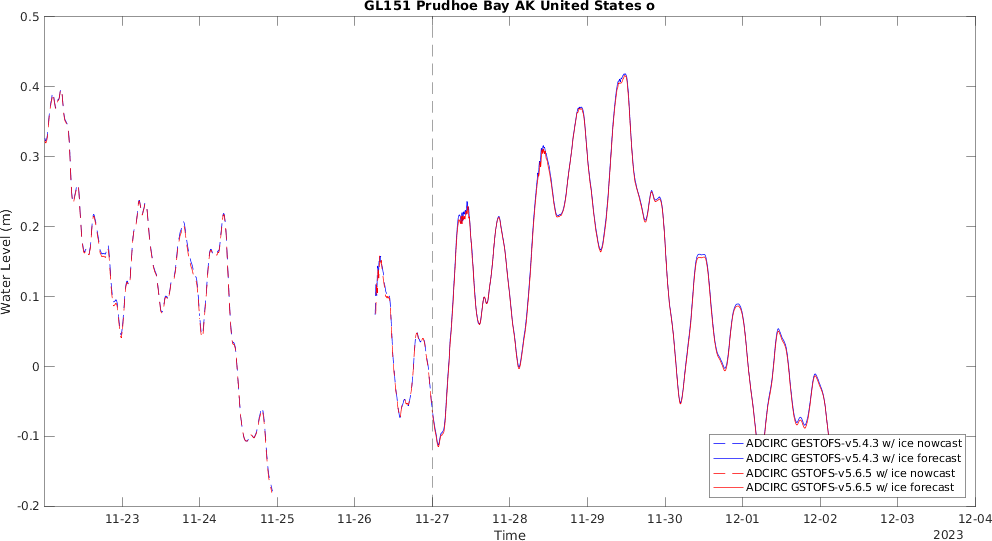 GL151 Prudhoe Bay AK United States o
0.5
0.4
0.3
0.2
0.1
0
-0.1
-0.2
Water Level (m)
11-23 11-24 11-25 11-26 11-27 11-28 11-29 11-30 12-01 12-02 12-03 12-04
Time
2023
ADCIRC GESTOFS-v5.4.3 w/ ice nowcast
ADCIRC GESTOFS-v5.4.3 w/ ice forecast
ADCIRC GSTOFS-v5.6.5 w/ ice nowcast
ADCIRC GSTOFS-v5.6.5 w/ ice forecast